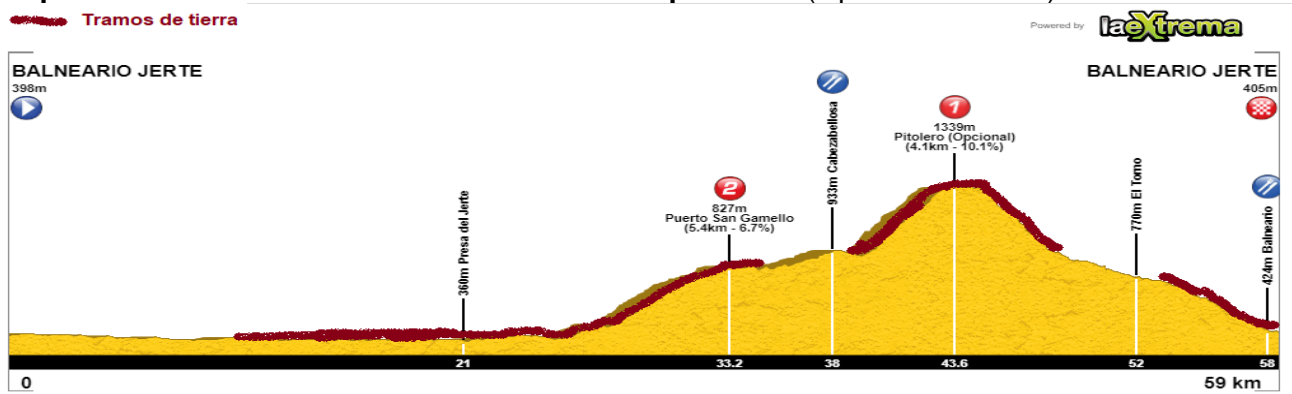 Tramos de tierra
Powered by laeXtrema
BALNEARIO JERTE
398m
BALNEARIO JERTE
405m
360m Presa del Jerte
2
827m
Puerto San Gamello
(5.4km - 6.7%)
933m Cabezabellosa
1
1339m
Pitolero (Opcional)
(4.1km - 10.1%)
770m El Torno
424m Balneario
21
33.2
38
43.6
52
58
0
59 km